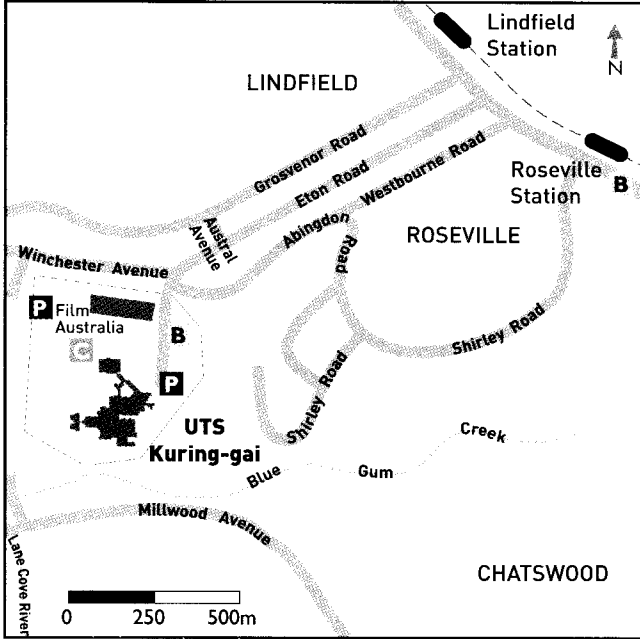 Lindfield
Station
N
LINDFIELD
Grosvenor Road
Eton Road
Westbourne Road
Roseville
Station
B
Austral
Avenue
Abingdon
Road
ROSEVILLE
Winchester Avenue
P
Film
Australia
C
B
P
Shirley Road
Shirley Road
UTS
Kuring-gai
Blue
Gum
Creek
Millwood Avenue
Lane Cove River
CHATSWOOD
0
250
500m